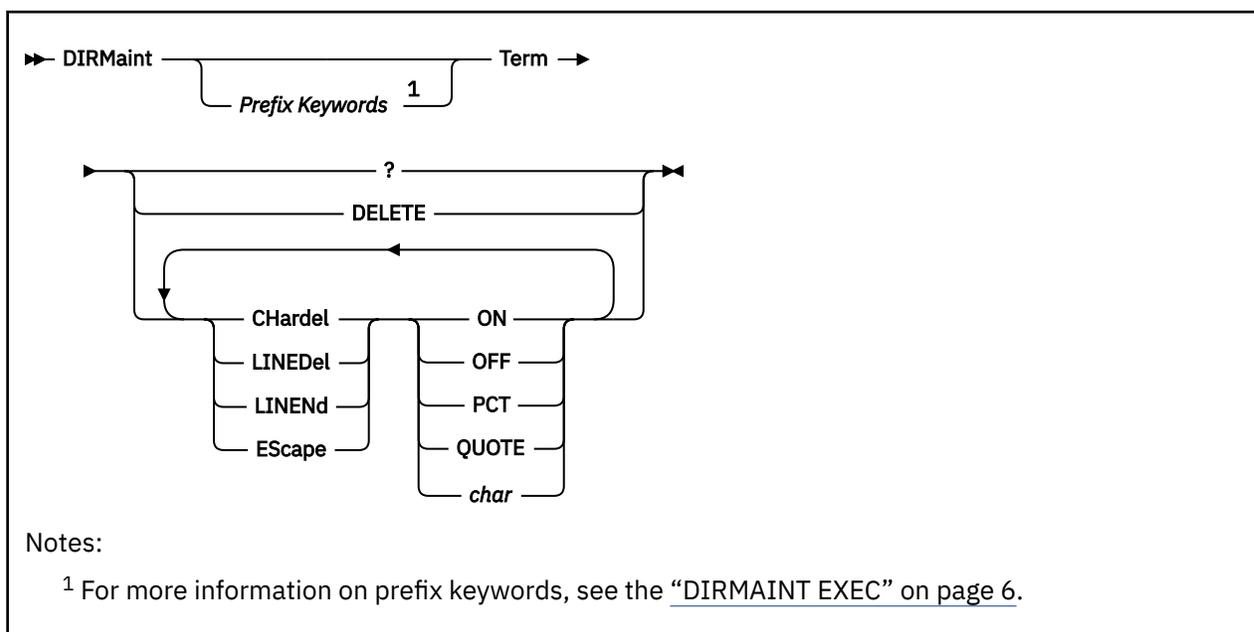 DIRMaint Term
Prefix Keywords 1
?
DELETE
CHardel ON
LINEDel OFF
LINENd PCT
EScape QUOTE
char
Notes:
1 For more information on prefix keywords, see the “DIRMAINT EXEC” on page 6.